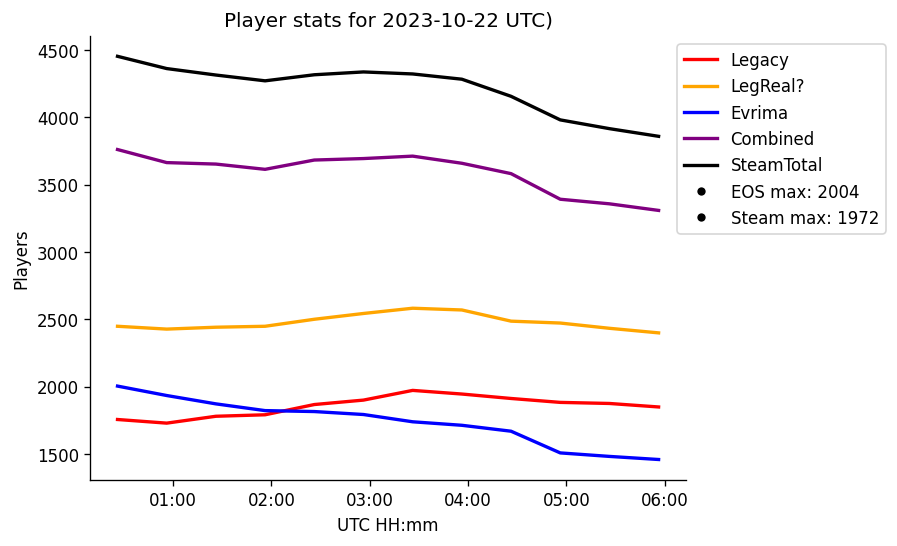 Player stats for 2023-10-22 UTC)
4500
4000
3500
3000
2500
2000
1500
Players
01:00
02:00
03:00
04:00
05:00
06:00
UTC HH:mm
Legacy
LegReal?
Evrima
Combined
SteamTotal
EOS max: 2004
Steam max: 1972